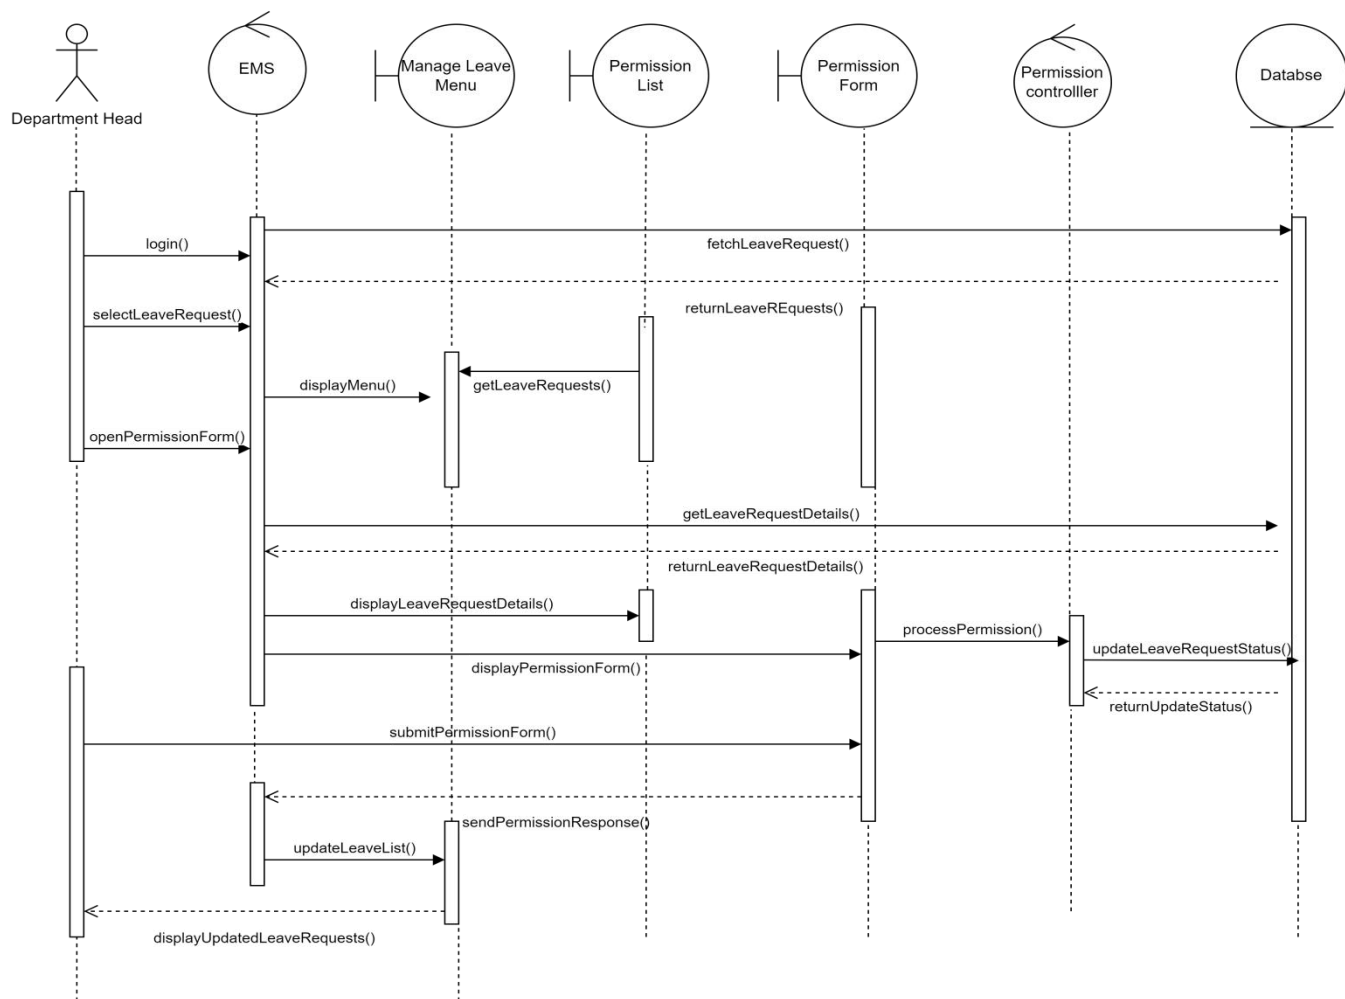 EMS
Manage Leave
Menu
Permission
List
Permission
Form
Permission
controlller
Databse
Department Head
login()
fetchLeaveRequest()
selectLeaveRequest()
returnLeaveREquests()
displayMenu()
getLeaveRequests()
openPermissionForm()
getLeaveRequestDetails()
returnLeaveRequestDetails()
displayLeaveRequestDetails()
processPermission()
updateLeaveRequestStatus()
displayPermissionForm()
returnUpdateStatus()
submitPermissionForm()
sendPermissionResponse()
updateLeaveList()
displayUpdatedLeaveRequests()